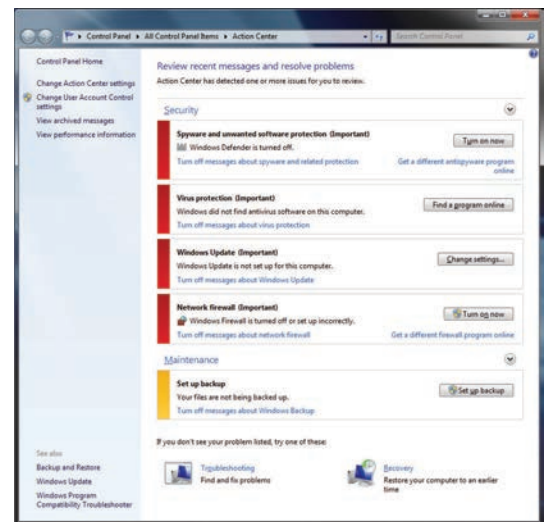 Control Panel ▸ All Control Panel Items ▸ Action Center
Search Control Panel
Control Panel Home
Change Action Center settings
Change User Account Control
settings
View archived messages
View performance information
Review recent messages and resolve problems
Action Center has detected one or more issues for you to review.
Security
Spyware and unwanted software protection (Important)
Windows Defender is turned off.
Turn off messages about spyware and related protection
Turn on now
Get a different antispyware program
online
Virus protection (Important)
Windows did not find antivirus software on this computer.
Turn off messages about virus protection
Find a program online
Windows Update (Important)
Windows Update is not set up for this computer.
Turn off messages about Windows Update
Change settings...
Network firewall (Important)
Windows Firewall is turned off or set up incorrectly.
Turn off messages about network firewall
Turn on now
Get a different firewall program online
Maintenance
Set up backup
Your files are not being backed up.
Turn off messages about Windows Backup
Set up backup
If you don't see your problem listed, try one of these:
Troubleshooting
Find and fix problems
Recovery
Restore your computer to an earlier
time
See also
Backup and Restore
Windows Update
Windows Program
Compatibility Troubleshooter